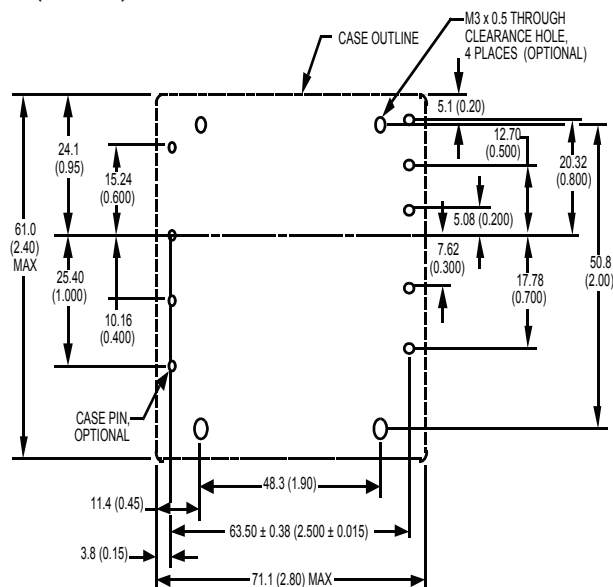 M3 x 0.5 THROUGH
CLEARANCE HOLE,
4 PLACES (OPTIONAL)
CASE OUTLINE
5.1 (0.20)
12.70
(0.500)
20.32
(0.800)
24.1
(0.95)
15.24
(0.600)
5.08 (0.200)
61.0
(2.40)
MAX
25.40
(1.000)
10.16
(0.400)
7.62
(0.300)
17.78
(0.700)
50.8
(2.00)
CASE PIN,
OPTIONAL
48.3 (1.90)
11.4 (0.45)
63.50 ± 0.38 (2.500 ± 0.015)
3.8 (0.15)
71.1 (2.80) MAX